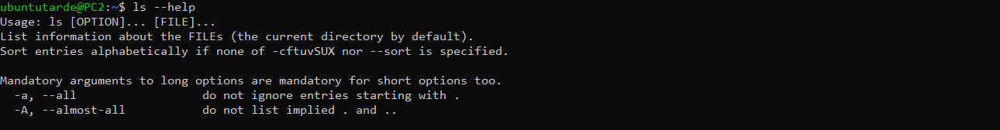 ubuntutarde@PC2:~$ ls --help
Usage: ls [OPTION]... [FILE]...
List information about the FILEs (the current directory by default).
Sort entries alphabetically if none of -cftuvSUX nor --sort is specified.

Mandatory arguments to long options are mandatory for short options too.
  -a, --all                  do not ignore entries starting with .
  -A, --almost-all           do not list implied . and ..